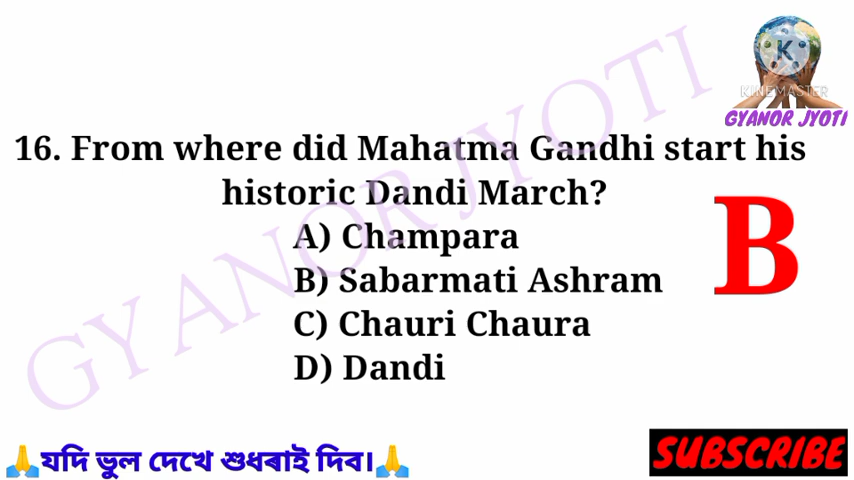 KINEMASTER
GYANOR JYOTI
16. From where did Mahatma Gandhi start his
historic Dandi March?
A) Champara
B) Sabarmati Ashram
C) Chauri Chaura
D) Dandi
B
GYANOR JYOTI
🙏যদি ভুল দেখে শুধৰাই দিব।🙏
SUBSCRIBE